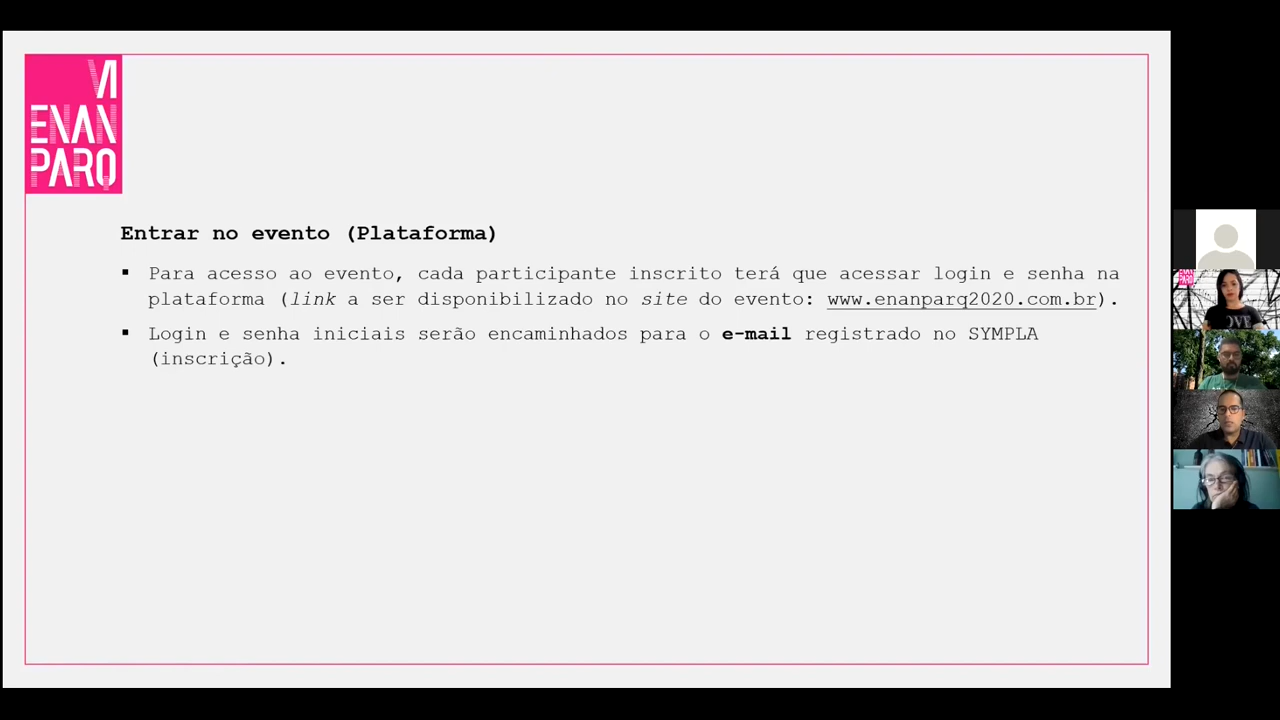 VI
ENAN
PARQ
Entrar no evento (Plataforma)
▪ Para acesso ao evento, cada participante inscrito terá que acessar login e senha na
plataforma (link a ser disponibilizado no site do evento: www.enanparq2020.com.br).
▪ Login e senha iniciais serão encaminhados para o e-mail registrado no SYMPLA
(inscrição).